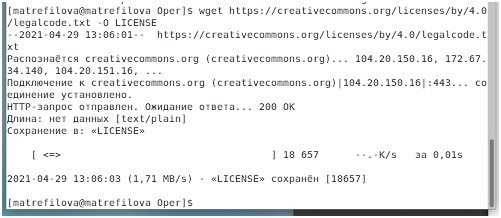 [matrefilova@matrefilova Oper]$ wget https://creativecommons.org/licenses/by/4.0
/legalcode.txt -O LICENSE
--2021-04-29 13:06:01--  https://creativecommons.org/licenses/by/4.0/legalcode.t
xt
Распознаётся creativecommons.org (creativecommons.org)... 104.20.150.16, 172.67.
34.140, 104.20.151.16, ...
Подключение к creativecommons.org (creativecommons.org)|104.20.150.16|:443... со
единение установлено.
HTTP-запрос отправлен. Ожидание ответа... 200 OK
Длина: нет данных [text/plain]
Сохранение в: «LICENSE»
[ <=> ] 18 657 --.-K/s за 0,01s
2021-04-29 13:06:03 (1,71 MB/s) - «LICENSE» сохранён [18657]
[matrefilova@matrefilova Oper]$